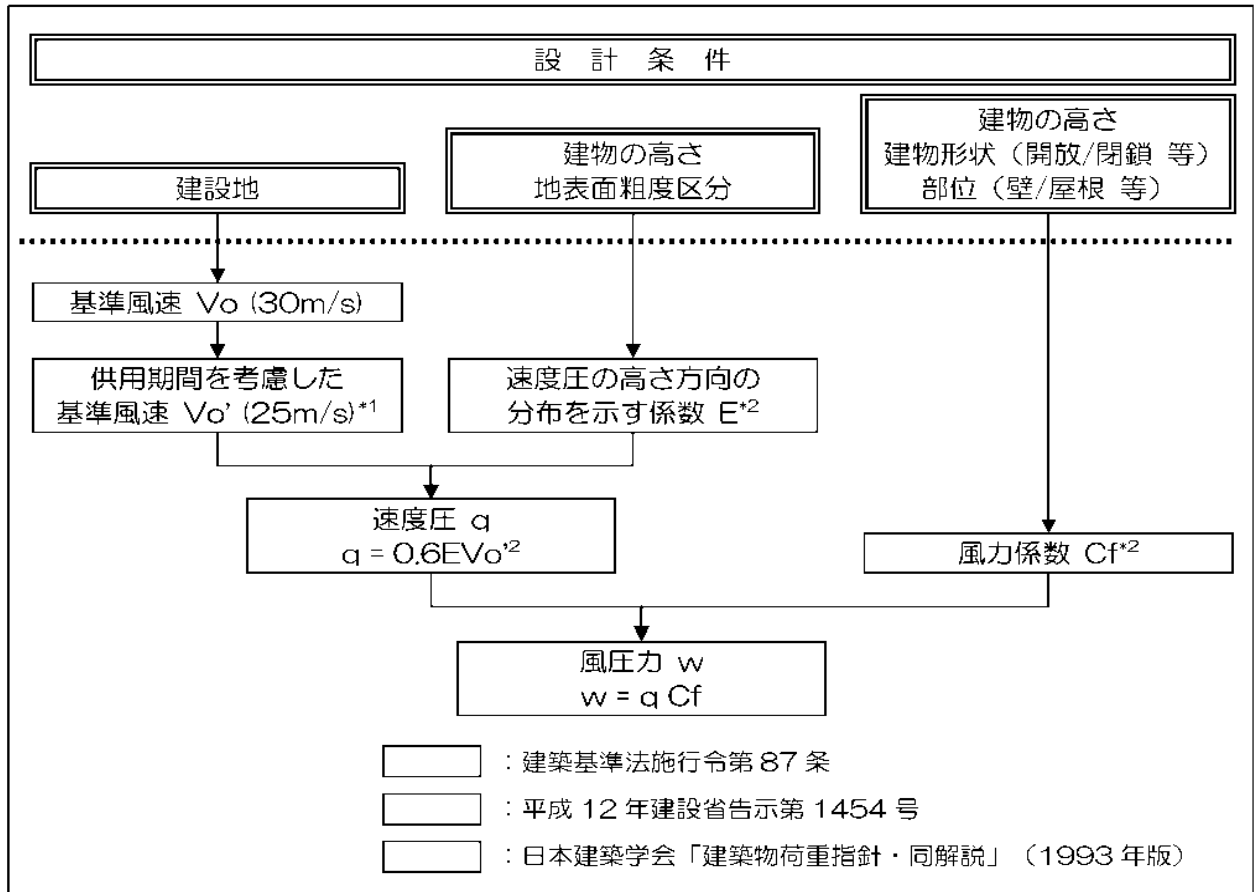 設 計 条 件
建設地
建物の高さ
地表面粗度区分
建物の高さ
建物形状（開放/閉鎖 等）
部位（壁/屋根 等）
基準風速 Vo (30m/s)
供用期間を考慮した
基準風速 Vo' (25m/s)*1
速度圧の高さ方向の
分布を示す係数 E*2
速度圧 q
q = 0.6EVo'2
風力係数 Cf*2
風圧力 w
w = q Cf
：建築基準法施行令第 87 条
：平成 12 年建設省告示第 1454 号
：日本建築学会「建築物荷重指針・同解説」（1993 年版）